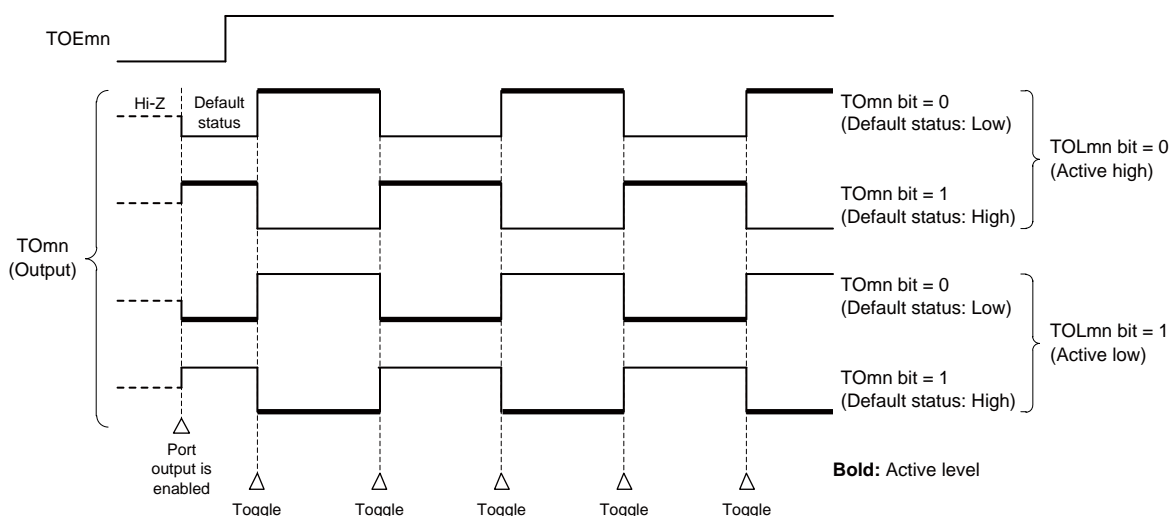 TOEmn
Hi-Z
Default
status
TOmn bit = 0
(Default status: Low)
TOLmn bit = 0
(Active high)
TOmn bit = 1
(Default status: High)
TOmn
(Output)
TOmn bit = 0
(Default status: Low)
TOLmn bit = 1
(Active low)
TOmn bit = 1
(Default status: High)
Port
output is
enabled
Bold: Active level
Toggle
Toggle
Toggle
Toggle
Toggle